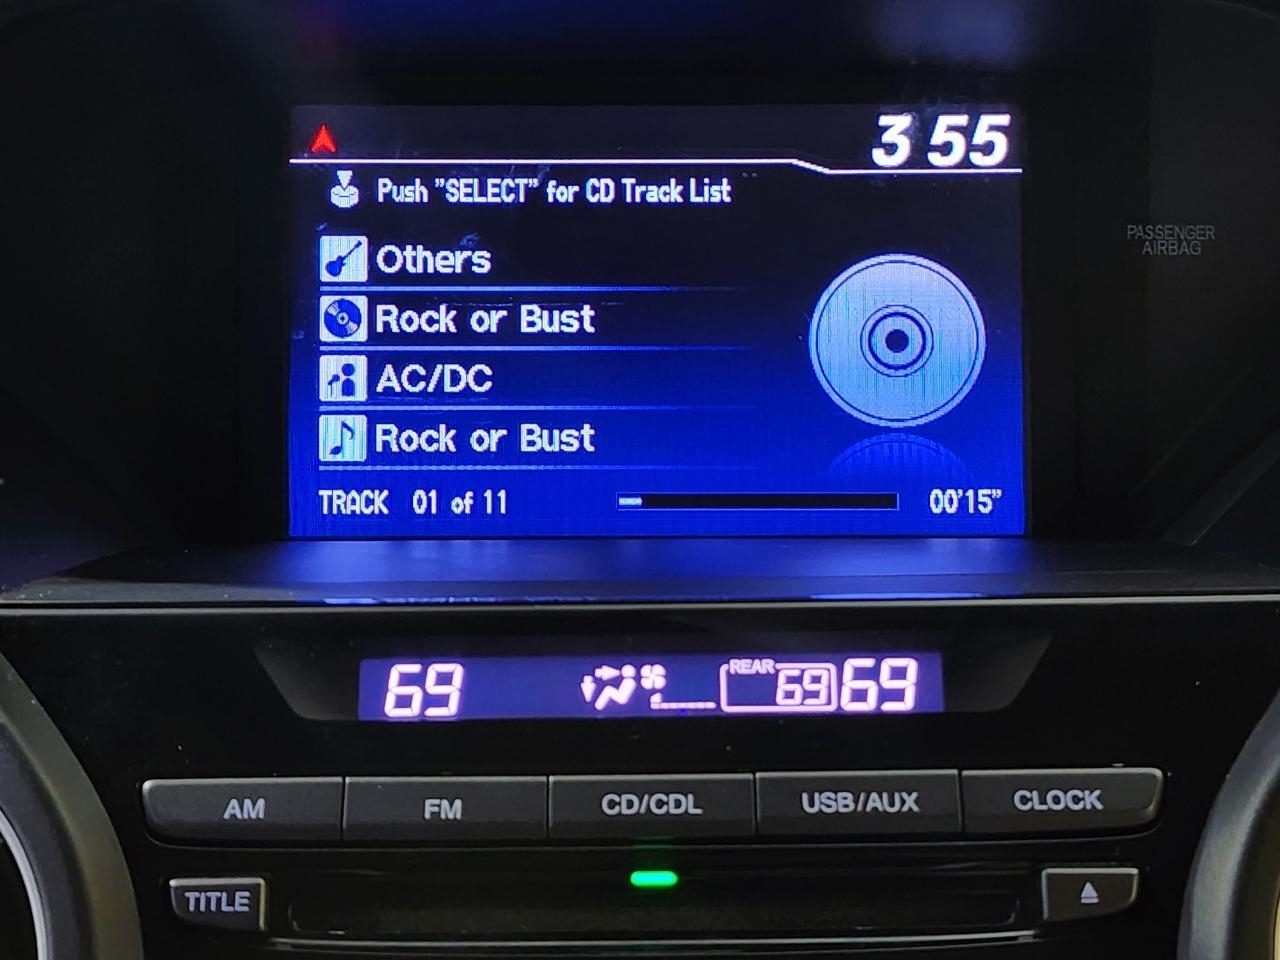 3 55
Push "SELECT" for CD Track List
Others
Rock or Bust
AC/DC
Rock or Bust
TRACK 01 of 11 00'15"
PASSENGER
AIRBAG
69 REAR 69 69
AM FM CD/CDL USB/AUX CLOCK
TITLE